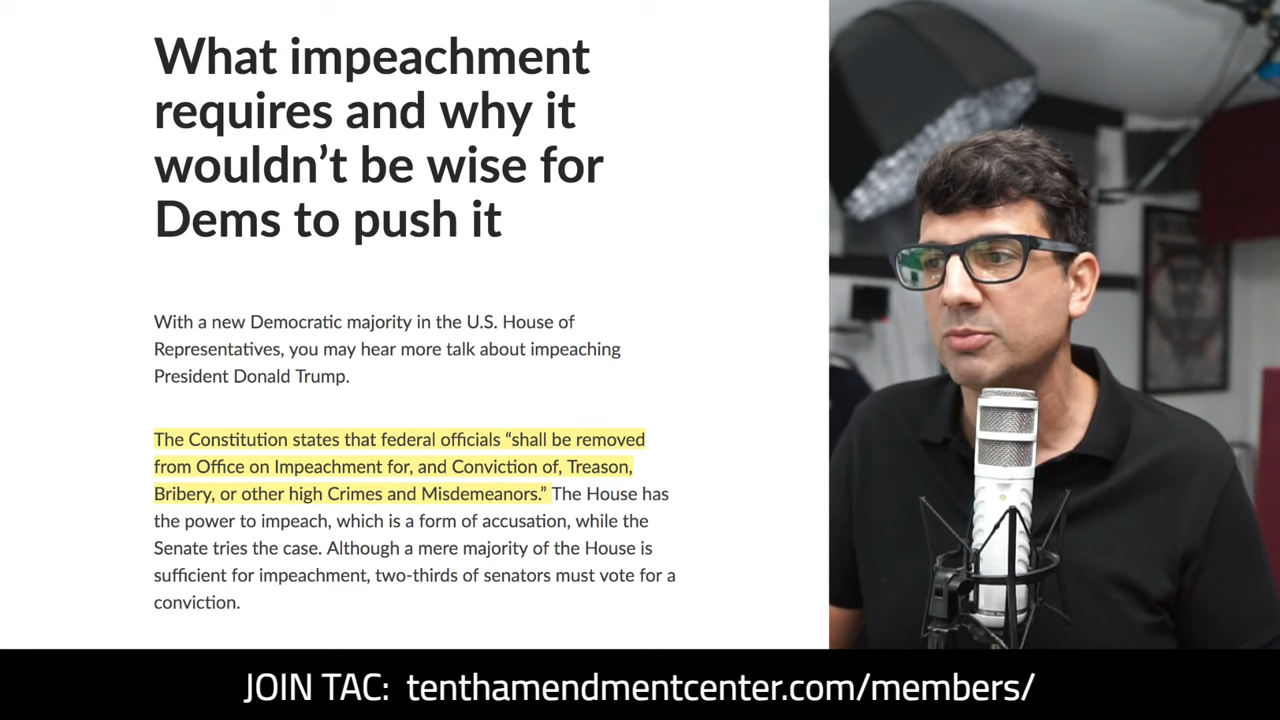 What impeachment
requires and why it
wouldn’t be wise for
Dems to push it
With a new Democratic majority in the U.S. House of
Representatives, you may hear more talk about impeaching
President Donald Trump.
The Constitution states that federal officials “shall be removed
from Office on Impeachment for, and Conviction of, Treason,
Bribery, or other high Crimes and Misdemeanors.” The House has
the power to impeach, which is a form of accusation, while the
Senate tries the case. Although a mere majority of the House is
sufficient for impeachment, two-thirds of senators must vote for a
conviction.
JOIN TAC: tenthamendmentcenter.com/members/